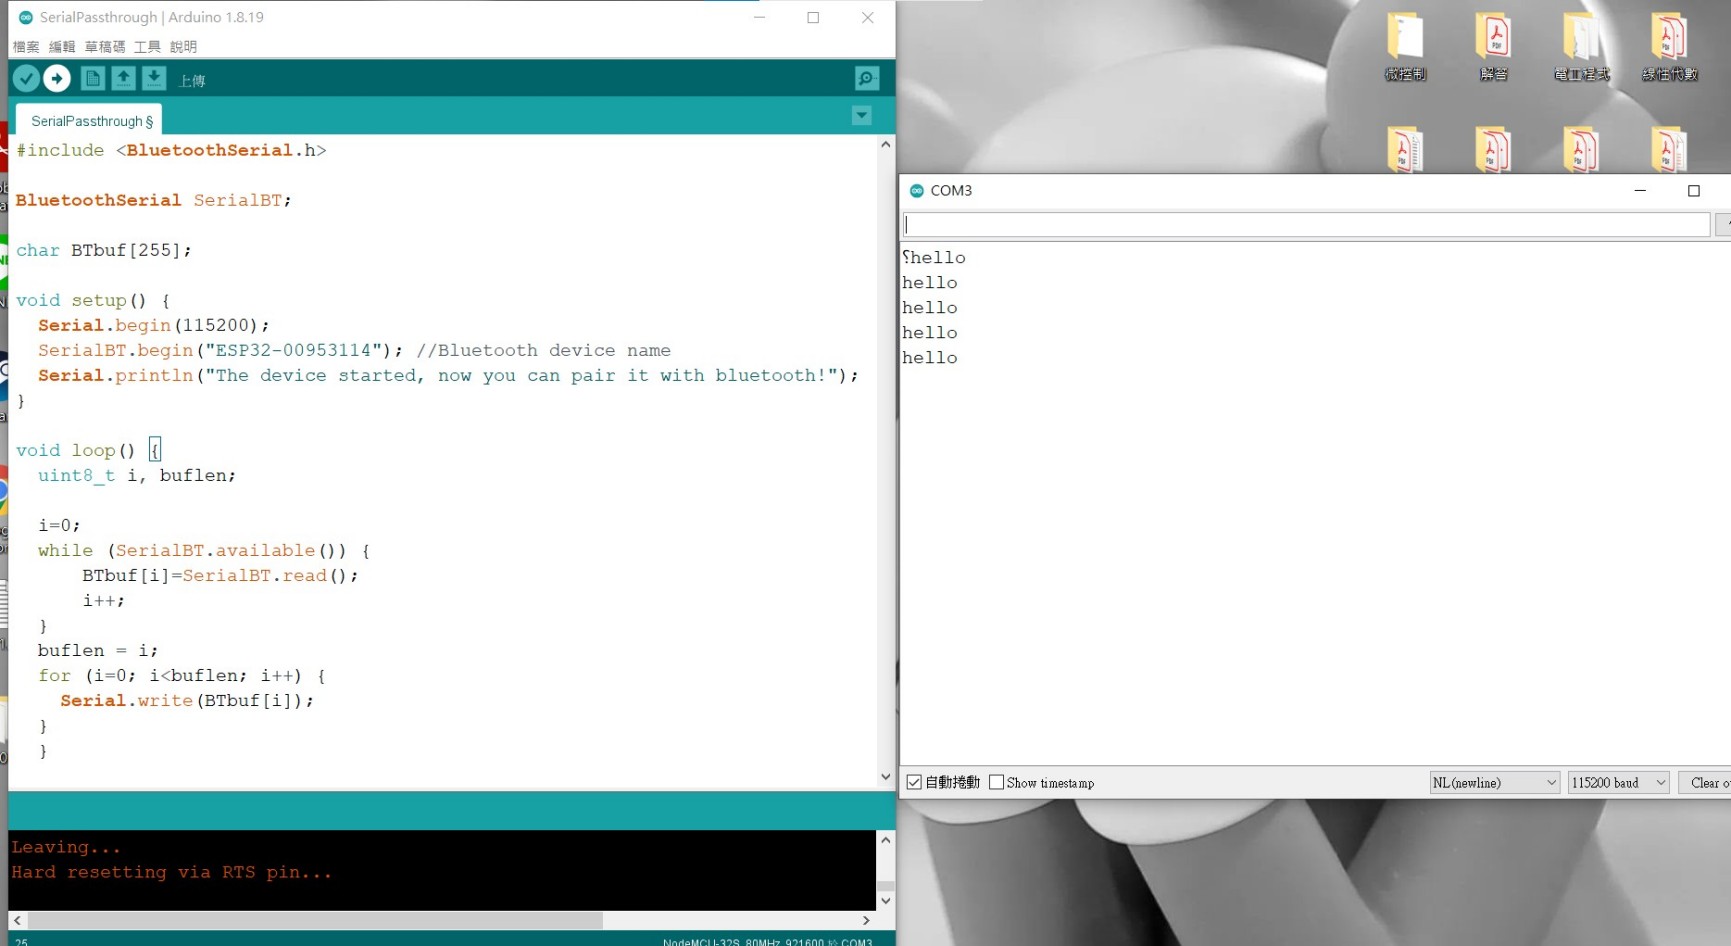 SerialPassthrough | Arduino 1.8.19
檔案 編輯 草稿碼 工具 說明
上傳
SerialPassthrough §
#include <BluetoothSerial.h>
BluetoothSerial SerialBT;
char BTbuf[255];
void setup() {
Serial.begin(115200);
SerialBT.begin("ESP32-00953114"); //Bluetooth device name
Serial.println("The device started, now you can pair it with bluetooth!");
}
void loop() {
uint8_t i, buflen;
i=0;
while (SerialBT.available()) {
BTbuf[i]=SerialBT.read();
i++;
}
buflen = i;
for (i=0; i<buflen; i++) {
Serial.write(BTbuf[i]);
}
}
Leaving...
Hard resetting via RTS pin...
25
NodeMCU-32S, 80MHz, 921600 於 COM3
微控制 解答 電工程式 線性代數
COM3
⸮hello
hello
hello
hello
hello
自動捲動 Show timestamp NL(newline) 115200 baud Clear